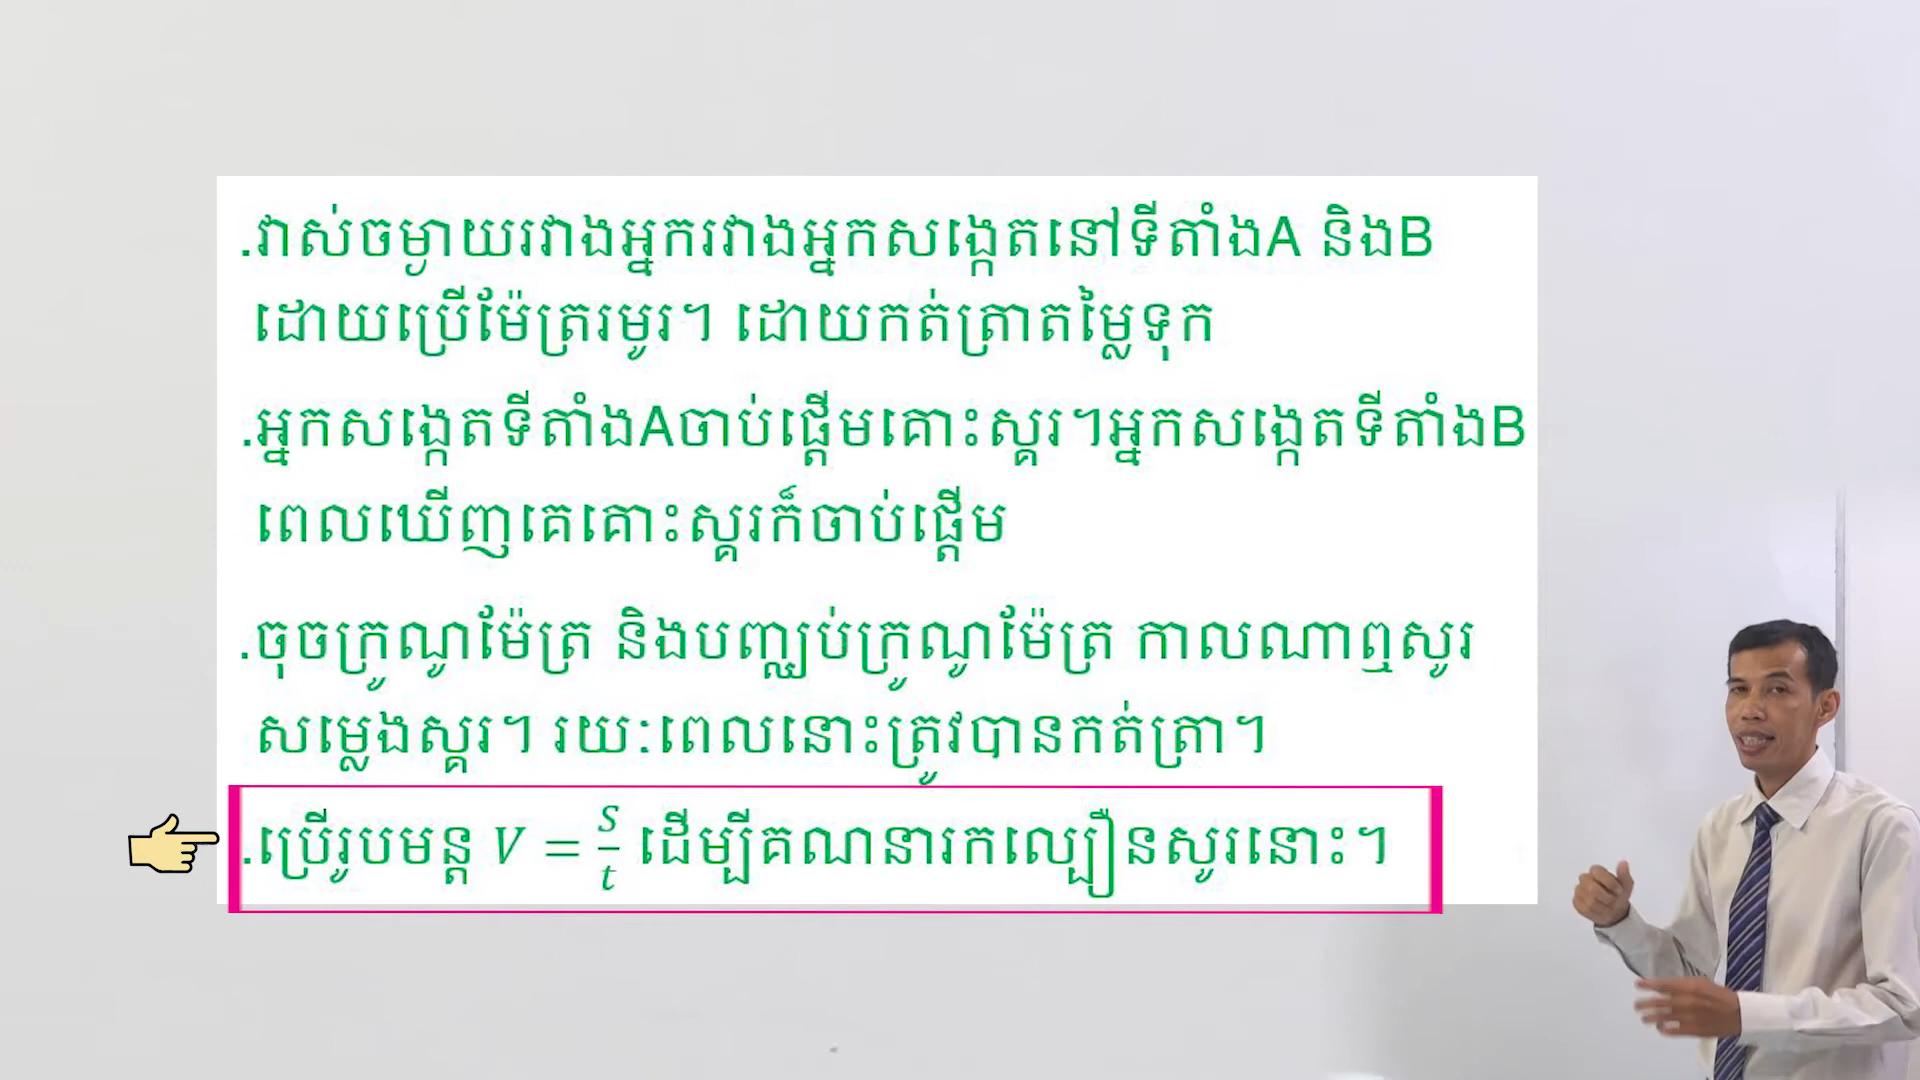 .វាស់ចម្ងាយរវាងអ្នករវាងអ្នកសង្កេតនៅទីតាំងA និងB
ដោយប្រើម៉ែត្ររមូរ។ ដោយកត់ត្រាតម្លៃទុក
.អ្នកសង្កេតទីតាំងAចាប់ផ្តើមគោះស្គរ។អ្នកសង្កេតទីតាំងB
ពេលឃើញគេគោះស្គរក៏ចាប់ផ្តើម
.ចុចក្រូណូម៉ែត្រ និងបញ្ឈប់ក្រូណូម៉ែត្រ កាលណាឮសូរ
សម្លេងស្គរ។ រយៈពេលនោះត្រូវបានកត់ត្រា។
.ប្រើរូបមន្ត V = S/t ដើម្បីគណនារកល្បឿនសូរនោះ។